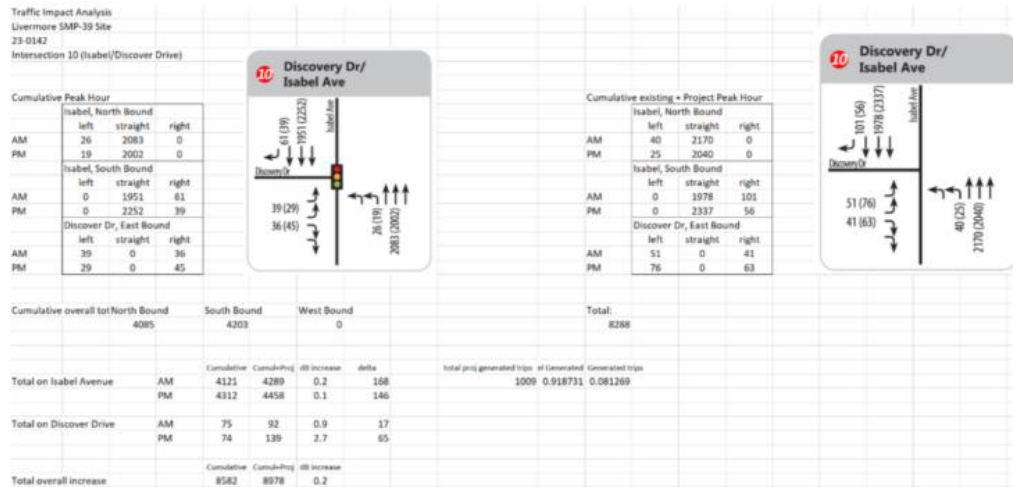 Traffic Impact Analysis
Livermore SMP-39 Site
23-0142
Intersection 10 (Isabel/Discover Drive)
10 Discovery Dr/
Isabel Ave
61 (39)
1951 (2252)
Isabel Ave
Discovery Dr
39 (29)
36 (45)
26 (19)
2083 (2002)
10 Discovery Dr/
Isabel Ave
101 (56)
1978 (2337)
Isabel Ave
Discovery Dr
51 (76)
41 (63)
40 (25)
2170 (2040)
Cumulative Peak Hour
Isabel, North Bound
left straight right
AM 26 2083 0
PM 19 2002 0
Isabel, South Bound
left straight right
AM 0 1951 61
PM 0 2252 39
Discover Dr, East Bound
left straight right
AM 39 0 36
PM 29 0 45
Cumulative existing + Project Peak Hour
Isabel, North Bound
left straight right
AM 40 2170 0
PM 25 2040 0
Isabel, South Bound
left straight right
AM 0 1978 101
PM 0 2337 56
Discover Dr, East Bound
left straight right
AM 51 0 41
PM 76 0 63
Cumulative overall tot North Bound South Bound West Bound Total:
4085 4203 0 8288
Cumulative Cumul+Proj dB increase delta total proj generated trips el Generated Generated trips
Total on Isabel Avenue AM 4121 4289 0.2 168 1009 0.918731 0.081269
PM 4312 4458 0.1 146
Total on Discover Drive AM 75 92 0.9 17
PM 74 139 2.7 65
Cumulative Cumul+Proj dB increase
Total overall increase 8582 8978 0.2